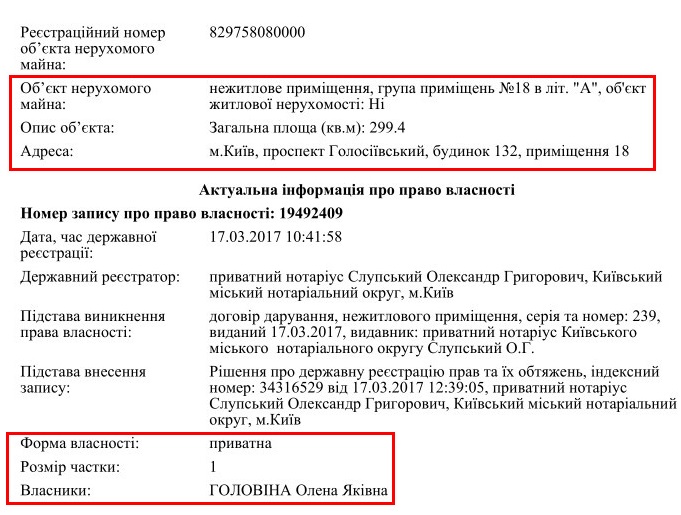 Реєстраційний номер 829758080000
об’єкта нерухомого
майна:
Об’єкт нерухомого нежитлове приміщення, група приміщень №18 в літ. "А", об'єкт
майна: житлової нерухомості: Ні
Опис об’єкта: Загальна площа (кв.м): 299.4
Адреса: м.Київ, проспект Голосіївський, будинок 132, приміщення 18
Актуальна інформація про право власності
Номер запису про право власності: 19492409
Дата, час державної 17.03.2017 10:41:58
реєстрації:
Державний реєстратор: приватний нотаріус Слупський Олександр Григорович, Київський
міський нотаріальний округ, м.Київ
Підстава виникнення договір дарування, нежитлового приміщення, серія та номер: 239,
права власності: виданий 17.03.2017, видавник: приватний нотаріус Київського
міського нотаріального округу Слупський О.Г.
Підстава внесення Рішення про державну реєстрацію прав та їх обтяжень, індексний
запису: номер: 34316529 від 17.03.2017 12:39:05, приватний нотаріус
Слупський Олександр Григорович, Київський міський нотаріальний
округ, м.Київ
Форма власності: приватна
Розмір частки: 1
Власники: ГОЛОВІНА Олена Яківна